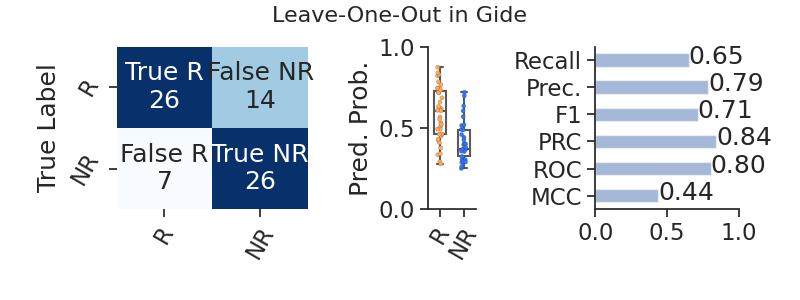 Leave-One-Out in Gide
True Label
R
NR
True R
26
False NR
14
False R
7
True NR
26
R
NR
Pred. Prob.
1.0
0.5
0.0
R
NR
Recall
0.65
Prec.
0.79
F1
0.71
PRC
0.84
ROC
0.80
MCC
0.44
0.0 0.5 1.0